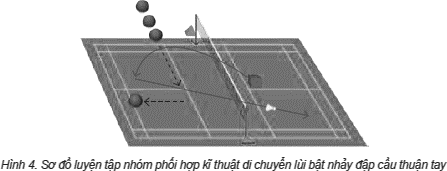 Hình 4. Sơ đồ luyện tập nhóm phối hợp kĩ thuật di chuyển lùi bật nhảy đập cầu thuận tay